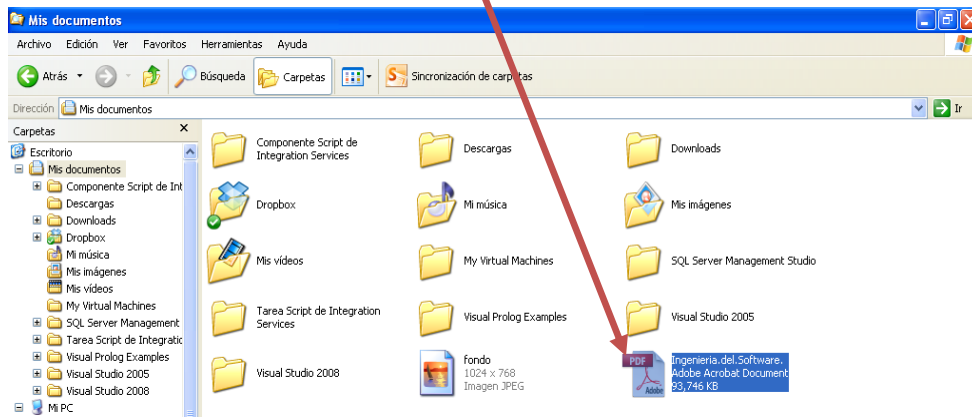 Mis documentos
Archivo Edición Ver Favoritos Herramientas Ayuda
Atrás Búsqueda Carpetas Sincronización de carpetas
Dirección Mis documentos Ir
Carpetas
Escritorio
Mis documentos
Componente Script de Int
Descargas
Downloads
Dropbox
Mi música
Mis imágenes
Mis vídeos
My Virtual Machines
SQL Server Management
Tarea Script de Integratic
Visual Prolog Examples
Visual Studio 2005
Visual Studio 2008
Mi PC
Componente Script de
Integration Services
Descargas
Downloads
Dropbox
Mi música
Mis imágenes
Mis vídeos
My Virtual Machines
SQL Server Management Studio
Tarea Script de Integration
Services
Visual Prolog Examples
Visual Studio 2005
Visual Studio 2008
fondo
1024 x 768
Imagen JPEG
PDF
Adobe
Ingenieria.del.Software.
Adobe Acrobat Document
93,746 KB